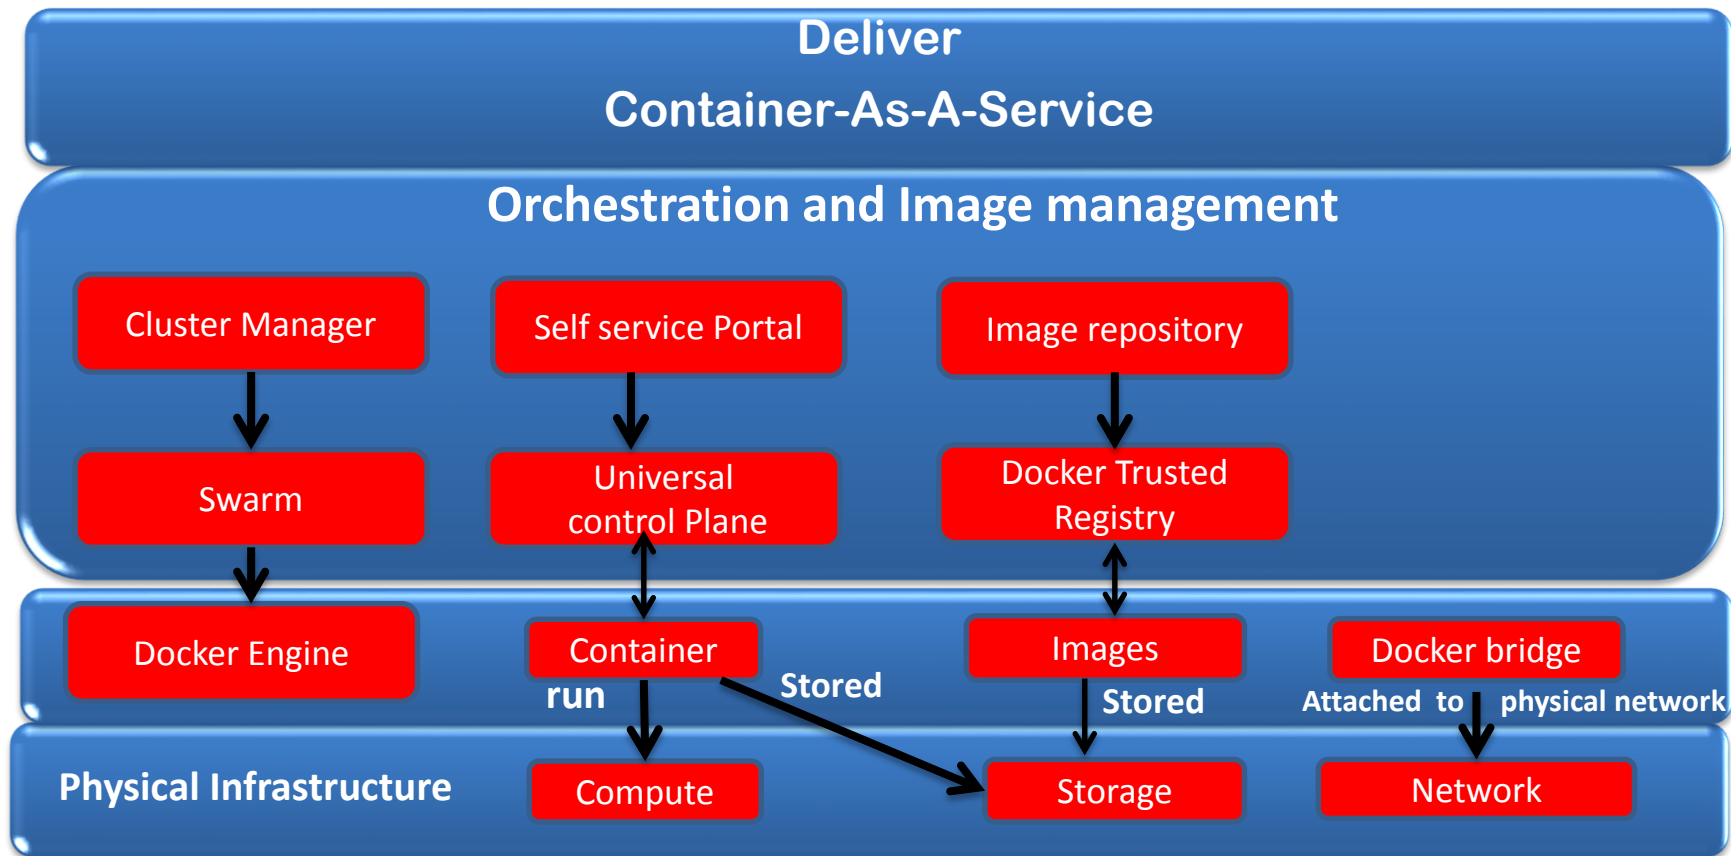 Deliver
Container-As-A-Service
Orchestration and Image management
Cluster Manager
Self service Portal
Image repository
Swarm
Universal
control Plane
Docker Trusted
Registry
Docker Engine
Container
Images
Docker bridge
run
Stored
Stored
Attached to physical network
Physical Infrastructure
Compute
Storage
Network